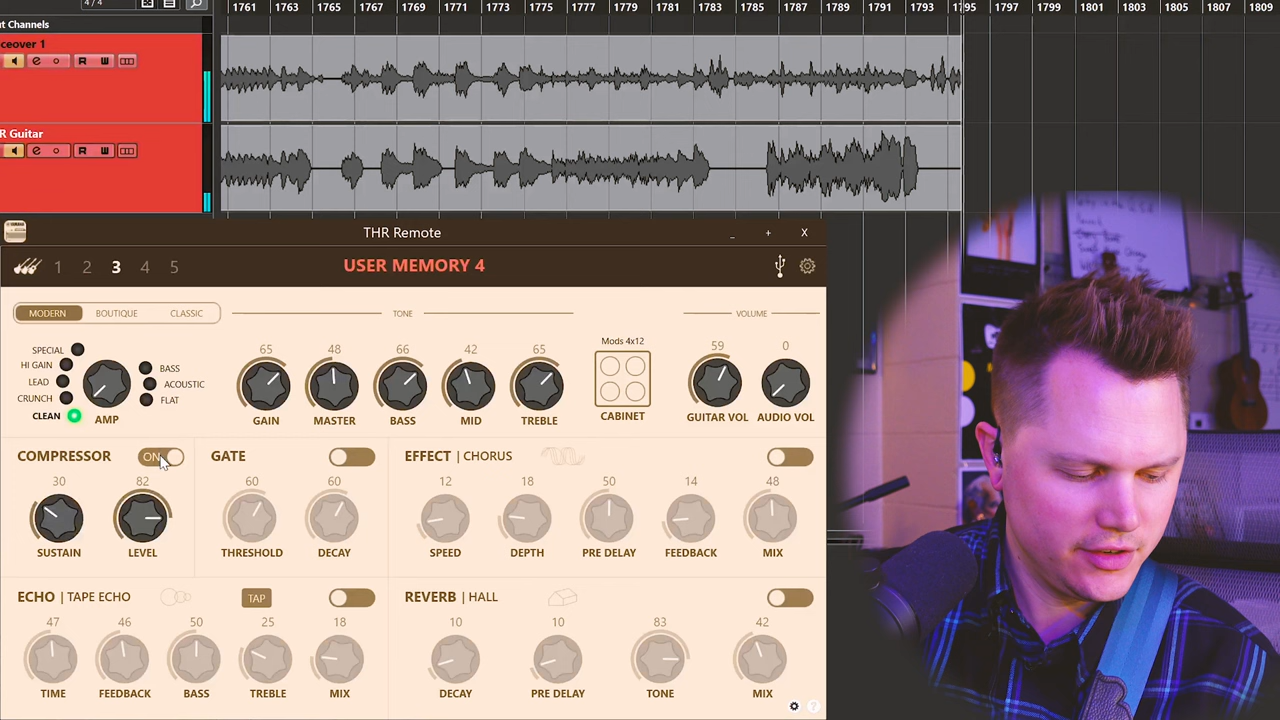 4/4
1761 1763 1765 1767 1769 1771 1773 1775 1777 1779 1781 1783 1785 1787 1789 1791 1793 1795 1797 1799 1801 1803 1805 1807 1809
ut Channels
ceover 1
e R W
R Guitar
e R W
THR Remote
1 2 3 4 5
USER MEMORY 4
MODERN BOUTIQUE CLASSIC
TONE
VOLUME
SPECIAL
HI GAIN
LEAD
CRUNCH
CLEAN
AMP
BASS
ACOUSTIC
FLAT
65 48 66 42 65
GAIN MASTER BASS MID TREBLE
Mods 4x12
CABINET
59 0
GUITAR VOL AUDIO VOL
COMPRESSOR ON
30 82
SUSTAIN LEVEL
GATE
60 60
THRESHOLD DECAY
EFFECT | CHORUS
12 18 50 14 48
SPEED DEPTH PRE DELAY FEEDBACK MIX
ECHO | TAPE ECHO TAP
47 46 50 25 18
TIME FEEDBACK BASS TREBLE MIX
REVERB | HALL
10 10 83 42
DECAY PRE DELAY TONE MIX
?